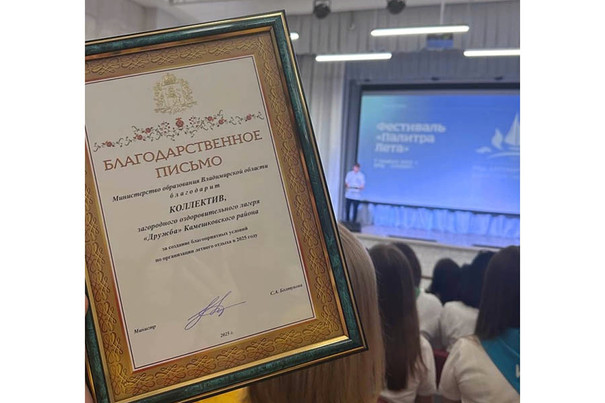 БЛАГОДАРСТВЕННОЕ
ПИСЬМО
Министерство образования Владимирской области
благодарит
КОЛЛЕКТИВ,
загородного оздоровительного лагеря
«Дружба» Камешковского района
за создание благоприятных условий
по организации летнего отдыха в 2025 году
Министр
С.А. Болтунова
2025 г.
Фестиваль
«Палитра
Лета»